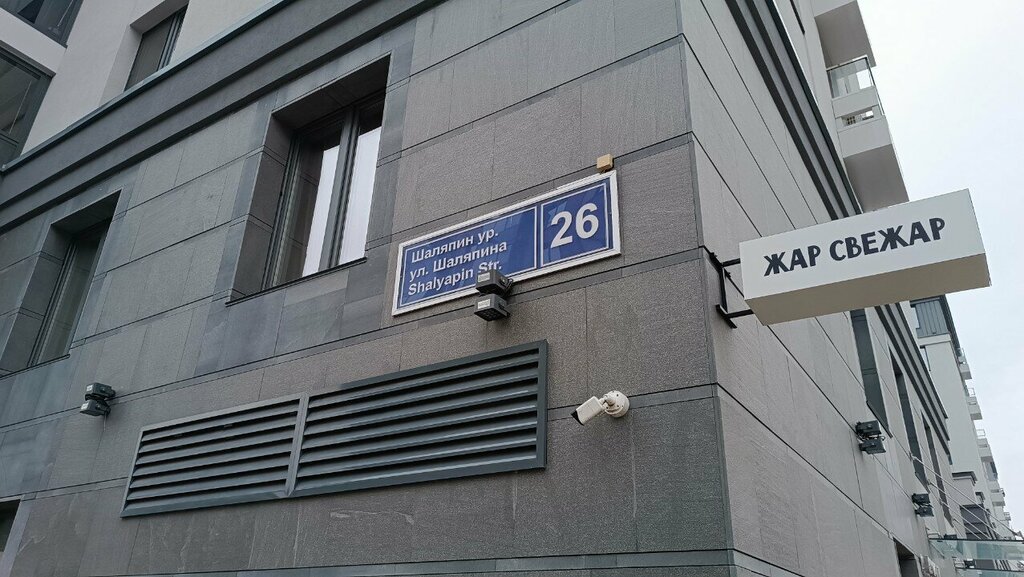 Шаляпин ур.
ул. Шаляпина
Shalyapin Str.
26
ЖАР СВЕЖАР